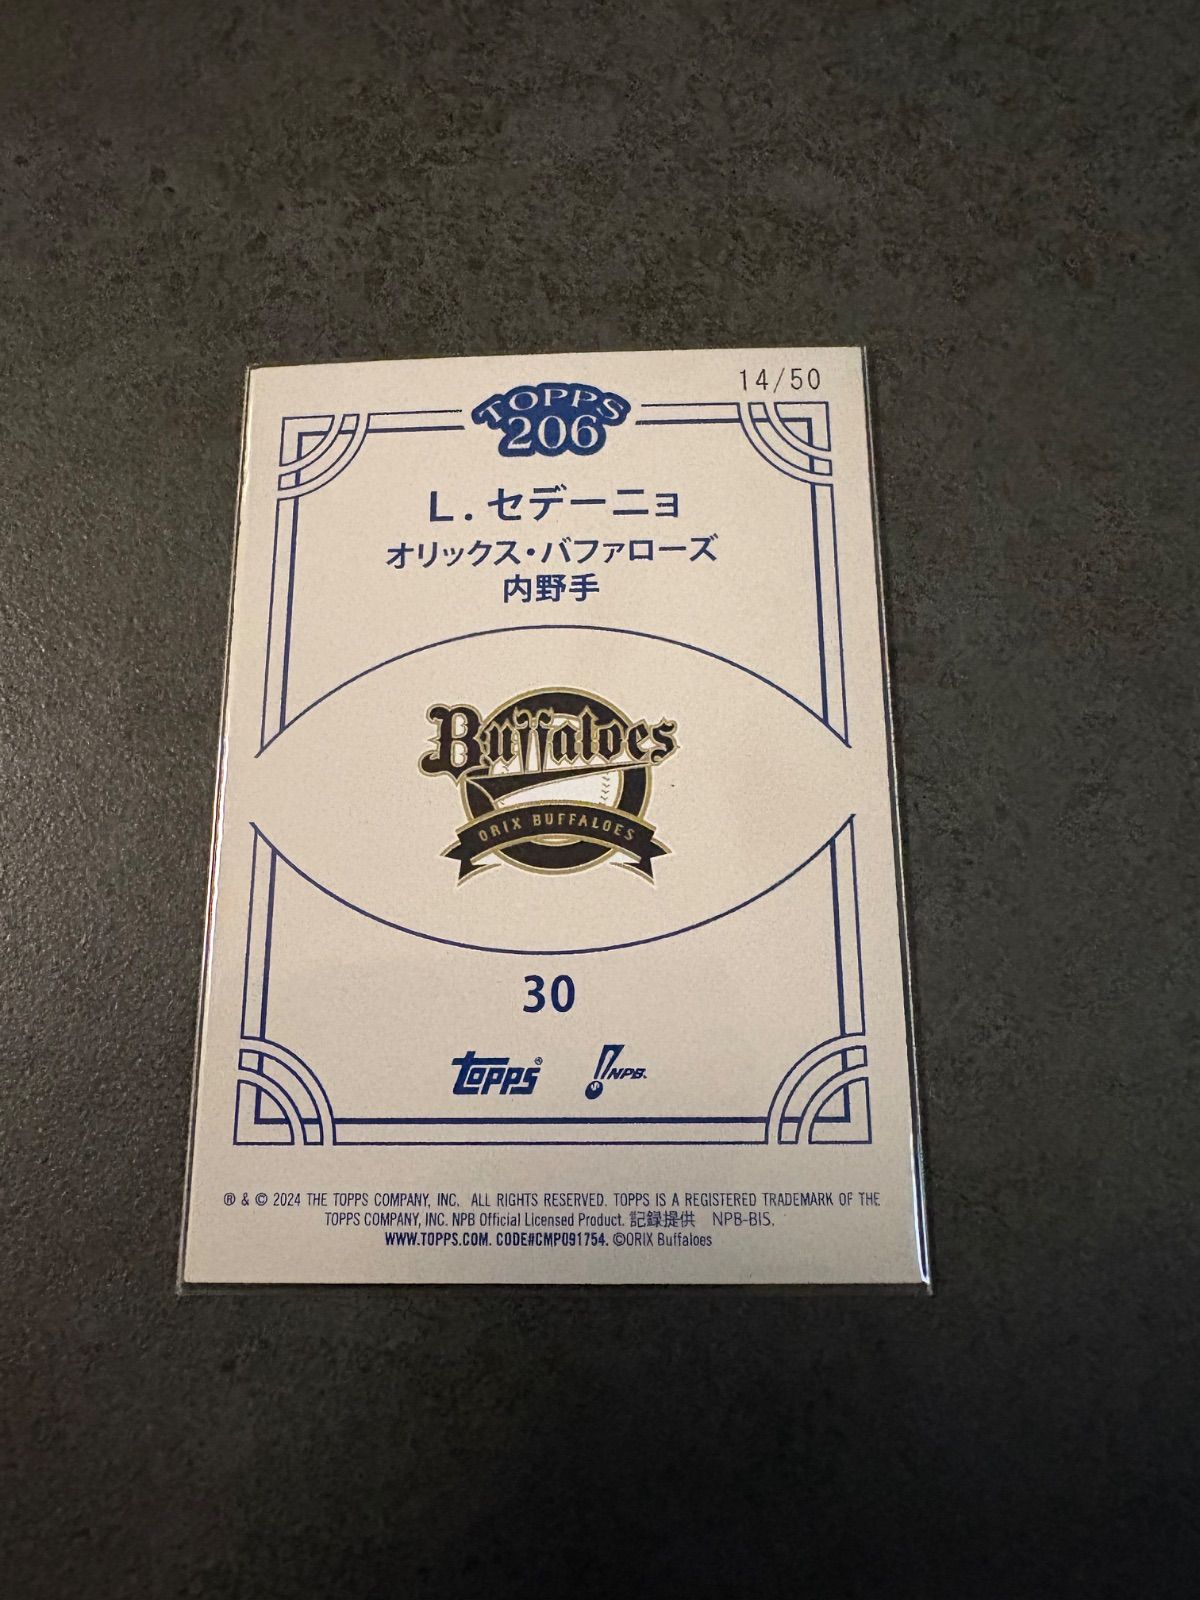 14/50
TOPPS
206
L. セデーニョ
オリックス・バファローズ
内野手
Buffaloes
ORIX BUFFALOES
30
topps®
NPB.
® & © 2024 THE TOPPS COMPANY, INC. ALL RIGHTS RESERVED. TOPPS IS A REGISTERED TRADEMARK OF THE
TOPPS COMPANY, INC. NPB Official Licensed Product. 記録提供 NPB-BIS.
WWW.TOPPS.COM. CODE#CMP091754. ©ORIX Buffaloes